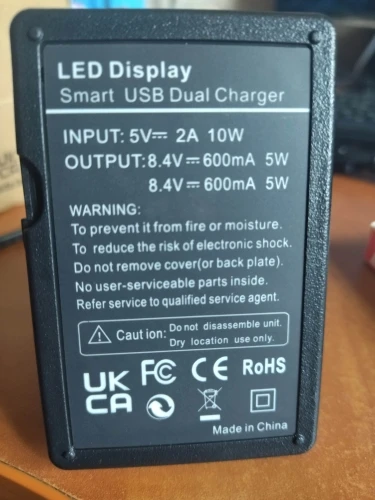 LED Display
Smart USB Dual Charger
INPUT: 5V⎓ 2A 10W
OUTPUT:8.4V⎓600mA 5W
8.4V⎓600mA 5W
WARNING:
To prevent it from fire or moisture.
To reduce the risk of electronic shock.
Do not remove cover(or back plate).
No user-serviceable parts inside.
Refer service to qualified service agent.
Caut ion: Do not disassemble unit.
Dry location use only.
UK
CA
FC CE RoHS
Made in China